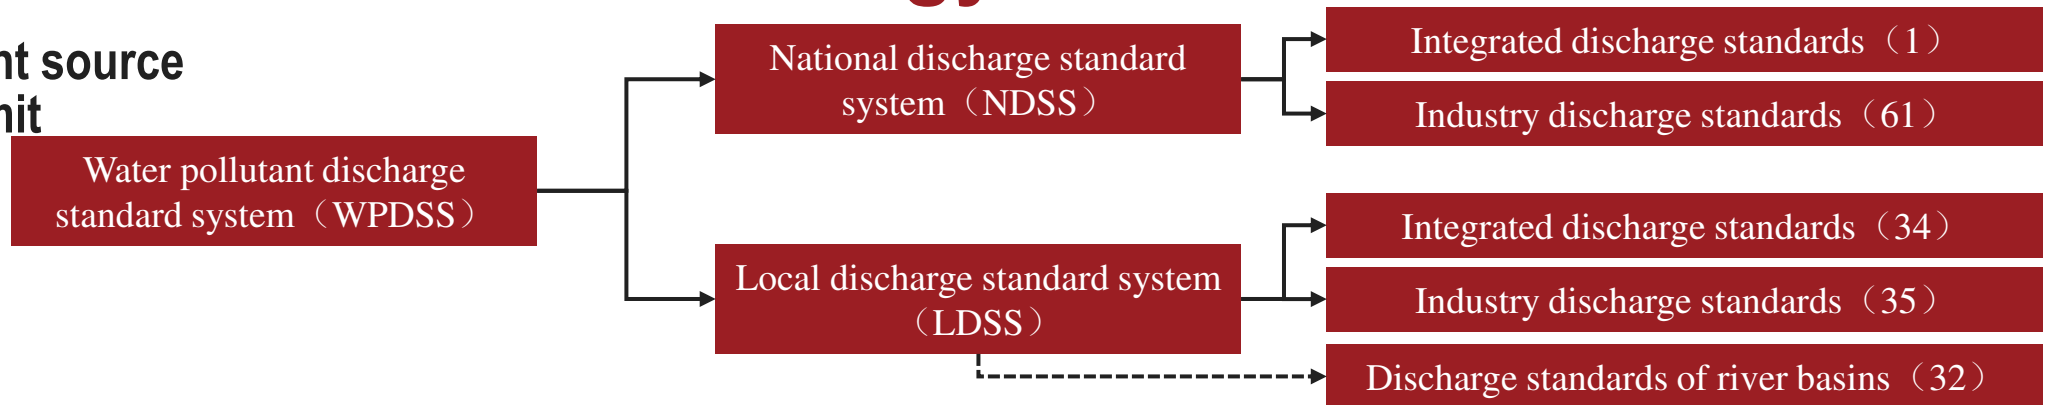 source
Water pollutant discharge
standard system（WPDSS）
National discharge standard
system（NDSS）
Integrated discharge standards（1）
Industry discharge standards（61）
Local discharge standard system
（LDSS）
Integrated discharge standards（34）
Industry discharge standards（35）
Discharge standards of river basins（32）